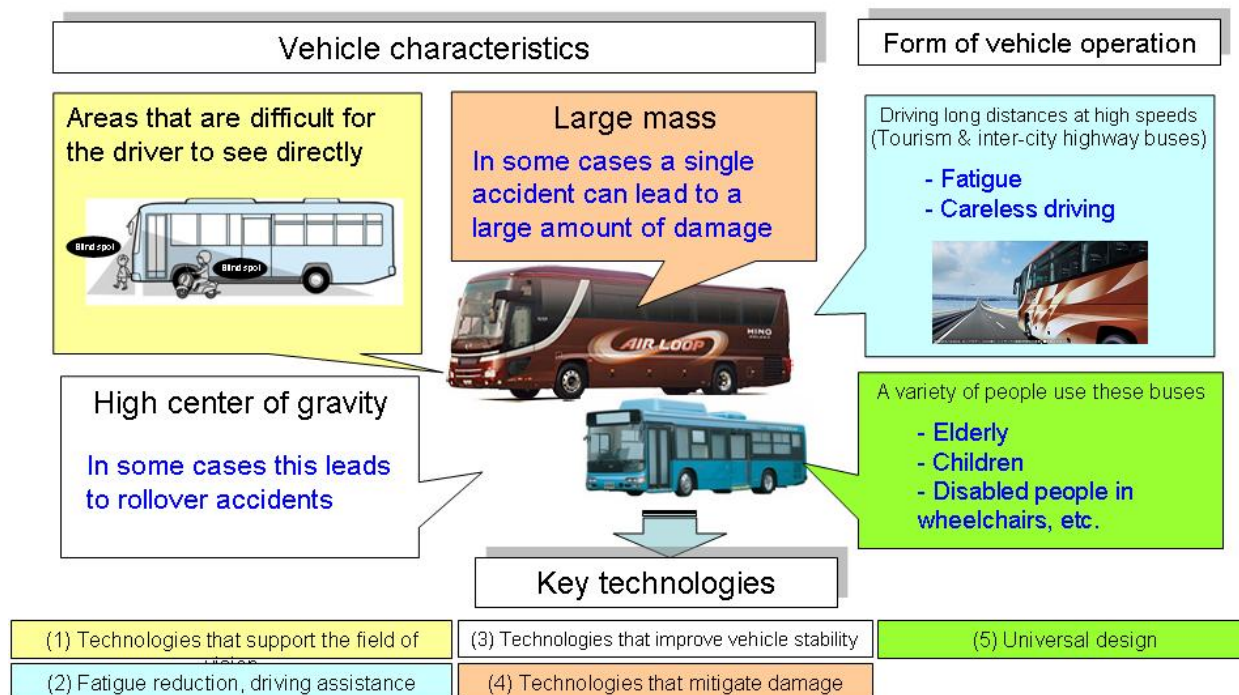 Vehicle characteristics
Form of vehicle operation
Areas that are difficult for
the driver to see directly
Blind spot
Blind spot
Large mass
In some cases a single
accident can lead to a
large amount of damage
Driving long distances at high speeds
(Tourism & inter-city highway buses)
- Fatigue
- Careless driving
AIR LOOP
HINO
High center of gravity
In some cases this leads
to rollover accidents
A variety of people use these buses
- Elderly
- Children
- Disabled people in
wheelchairs, etc.
Key technologies
(1) Technologies that support the field of
vision
(2) Fatigue reduction, driving assistance
(3) Technologies that improve vehicle stability
(4) Technologies that mitigate damage
(5) Universal design